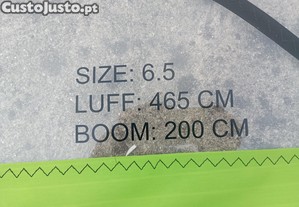 CustoJusto.pt
SIZE: 6.5
LUFF: 465 CM
BOOM: 200 CM